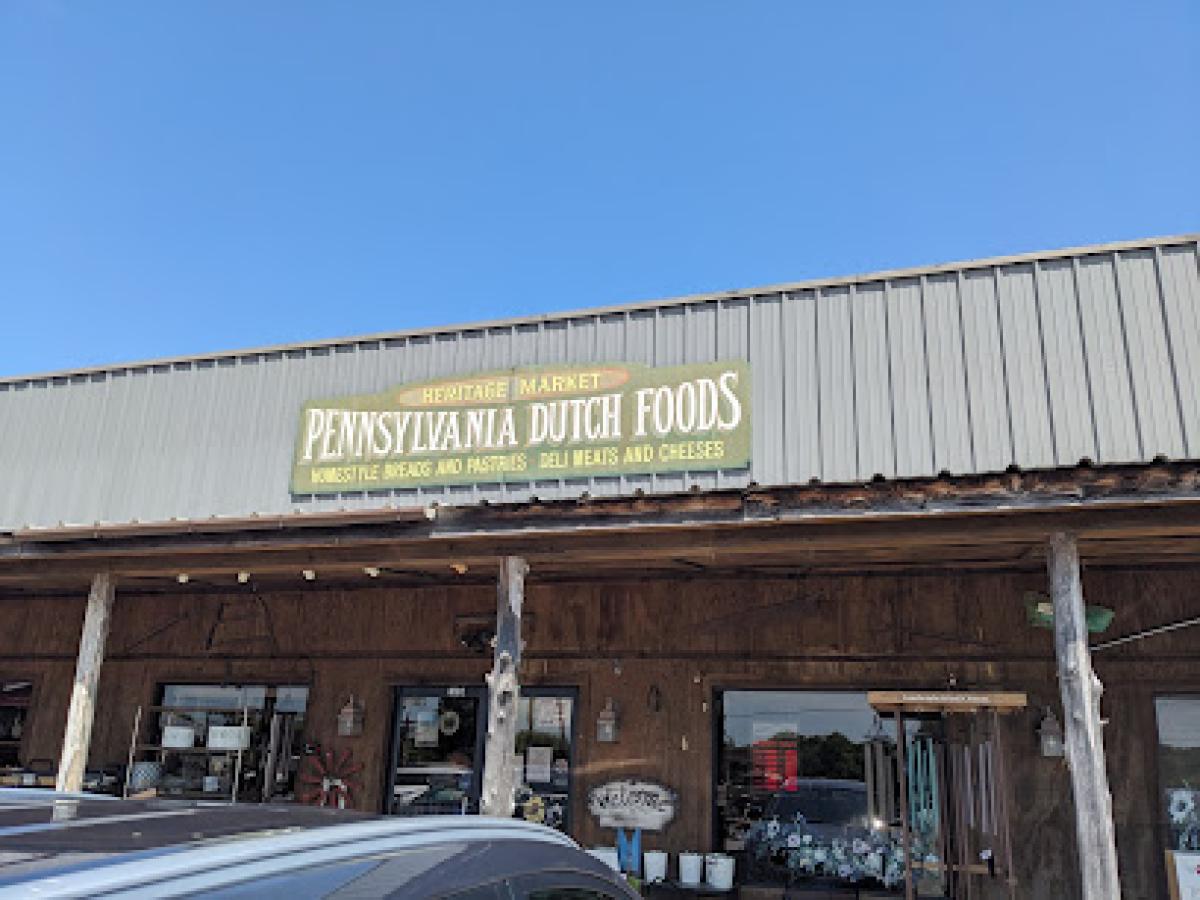 HERITAGE MARKET
PENNSYLVANIA DUTCH FOODS
HOMESTYLE BREADS AND PASTRIES DELI MEATS AND CHEESES
Welcome